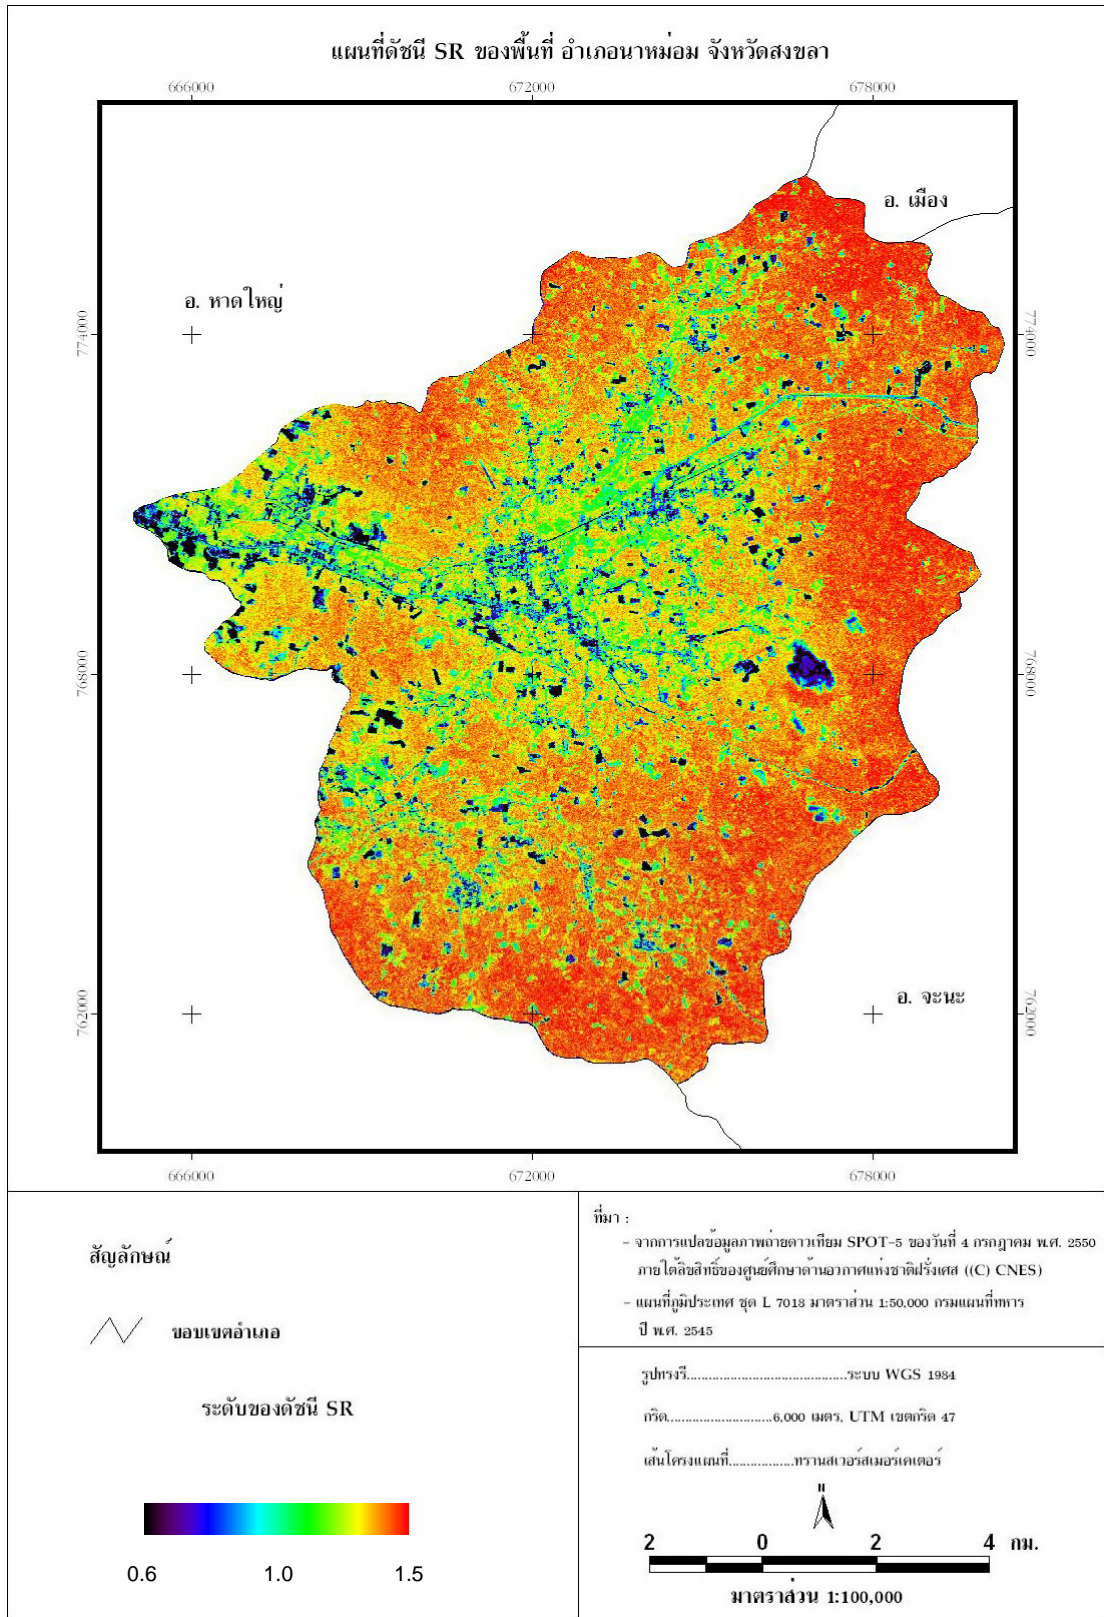 แผนที่ดัชนี SR ของพื้นที่ อำเภอนาหม่อม จังหวัดสงขลา
666000 672000 678000
อ. เมือง
อ. หาดใหญ่
774000 774000
768000 768000
อ. จะนะ
762000 762000
666000 672000 678000
สัญลักษณ์
ขอบเขตอำเภอ
ระดับของดัชนี SR
0.6 1.0 1.5
ที่มา :
- จากการแปลข้อมูลภาพถ่ายดาวเทียม SPOT-5 ของวันที่ 4 กรกฎาคม พ.ศ. 2550
ภายใต้ลิขสิทธิ์ของศูนย์ศึกษาด้านอวกาศแห่งชาติฝรั่งเศส ((C) CNES)
- แผนที่ภูมิประเทศ ชุด L 7018 มาตราส่วน 1:50,000 กรมแผนที่ทหาร
ปี พ.ศ. 2545
รูปทรงรี...........................................ระบบ WGS 1984
กริด............................6,000 เมตร, UTM เขตกริด 47
เส้นโครงแผนที่..................ทรานสเวอร์สเมอร์เคเตอร์
N
2 0 2 4 กม.
มาตราส่วน 1:100,000